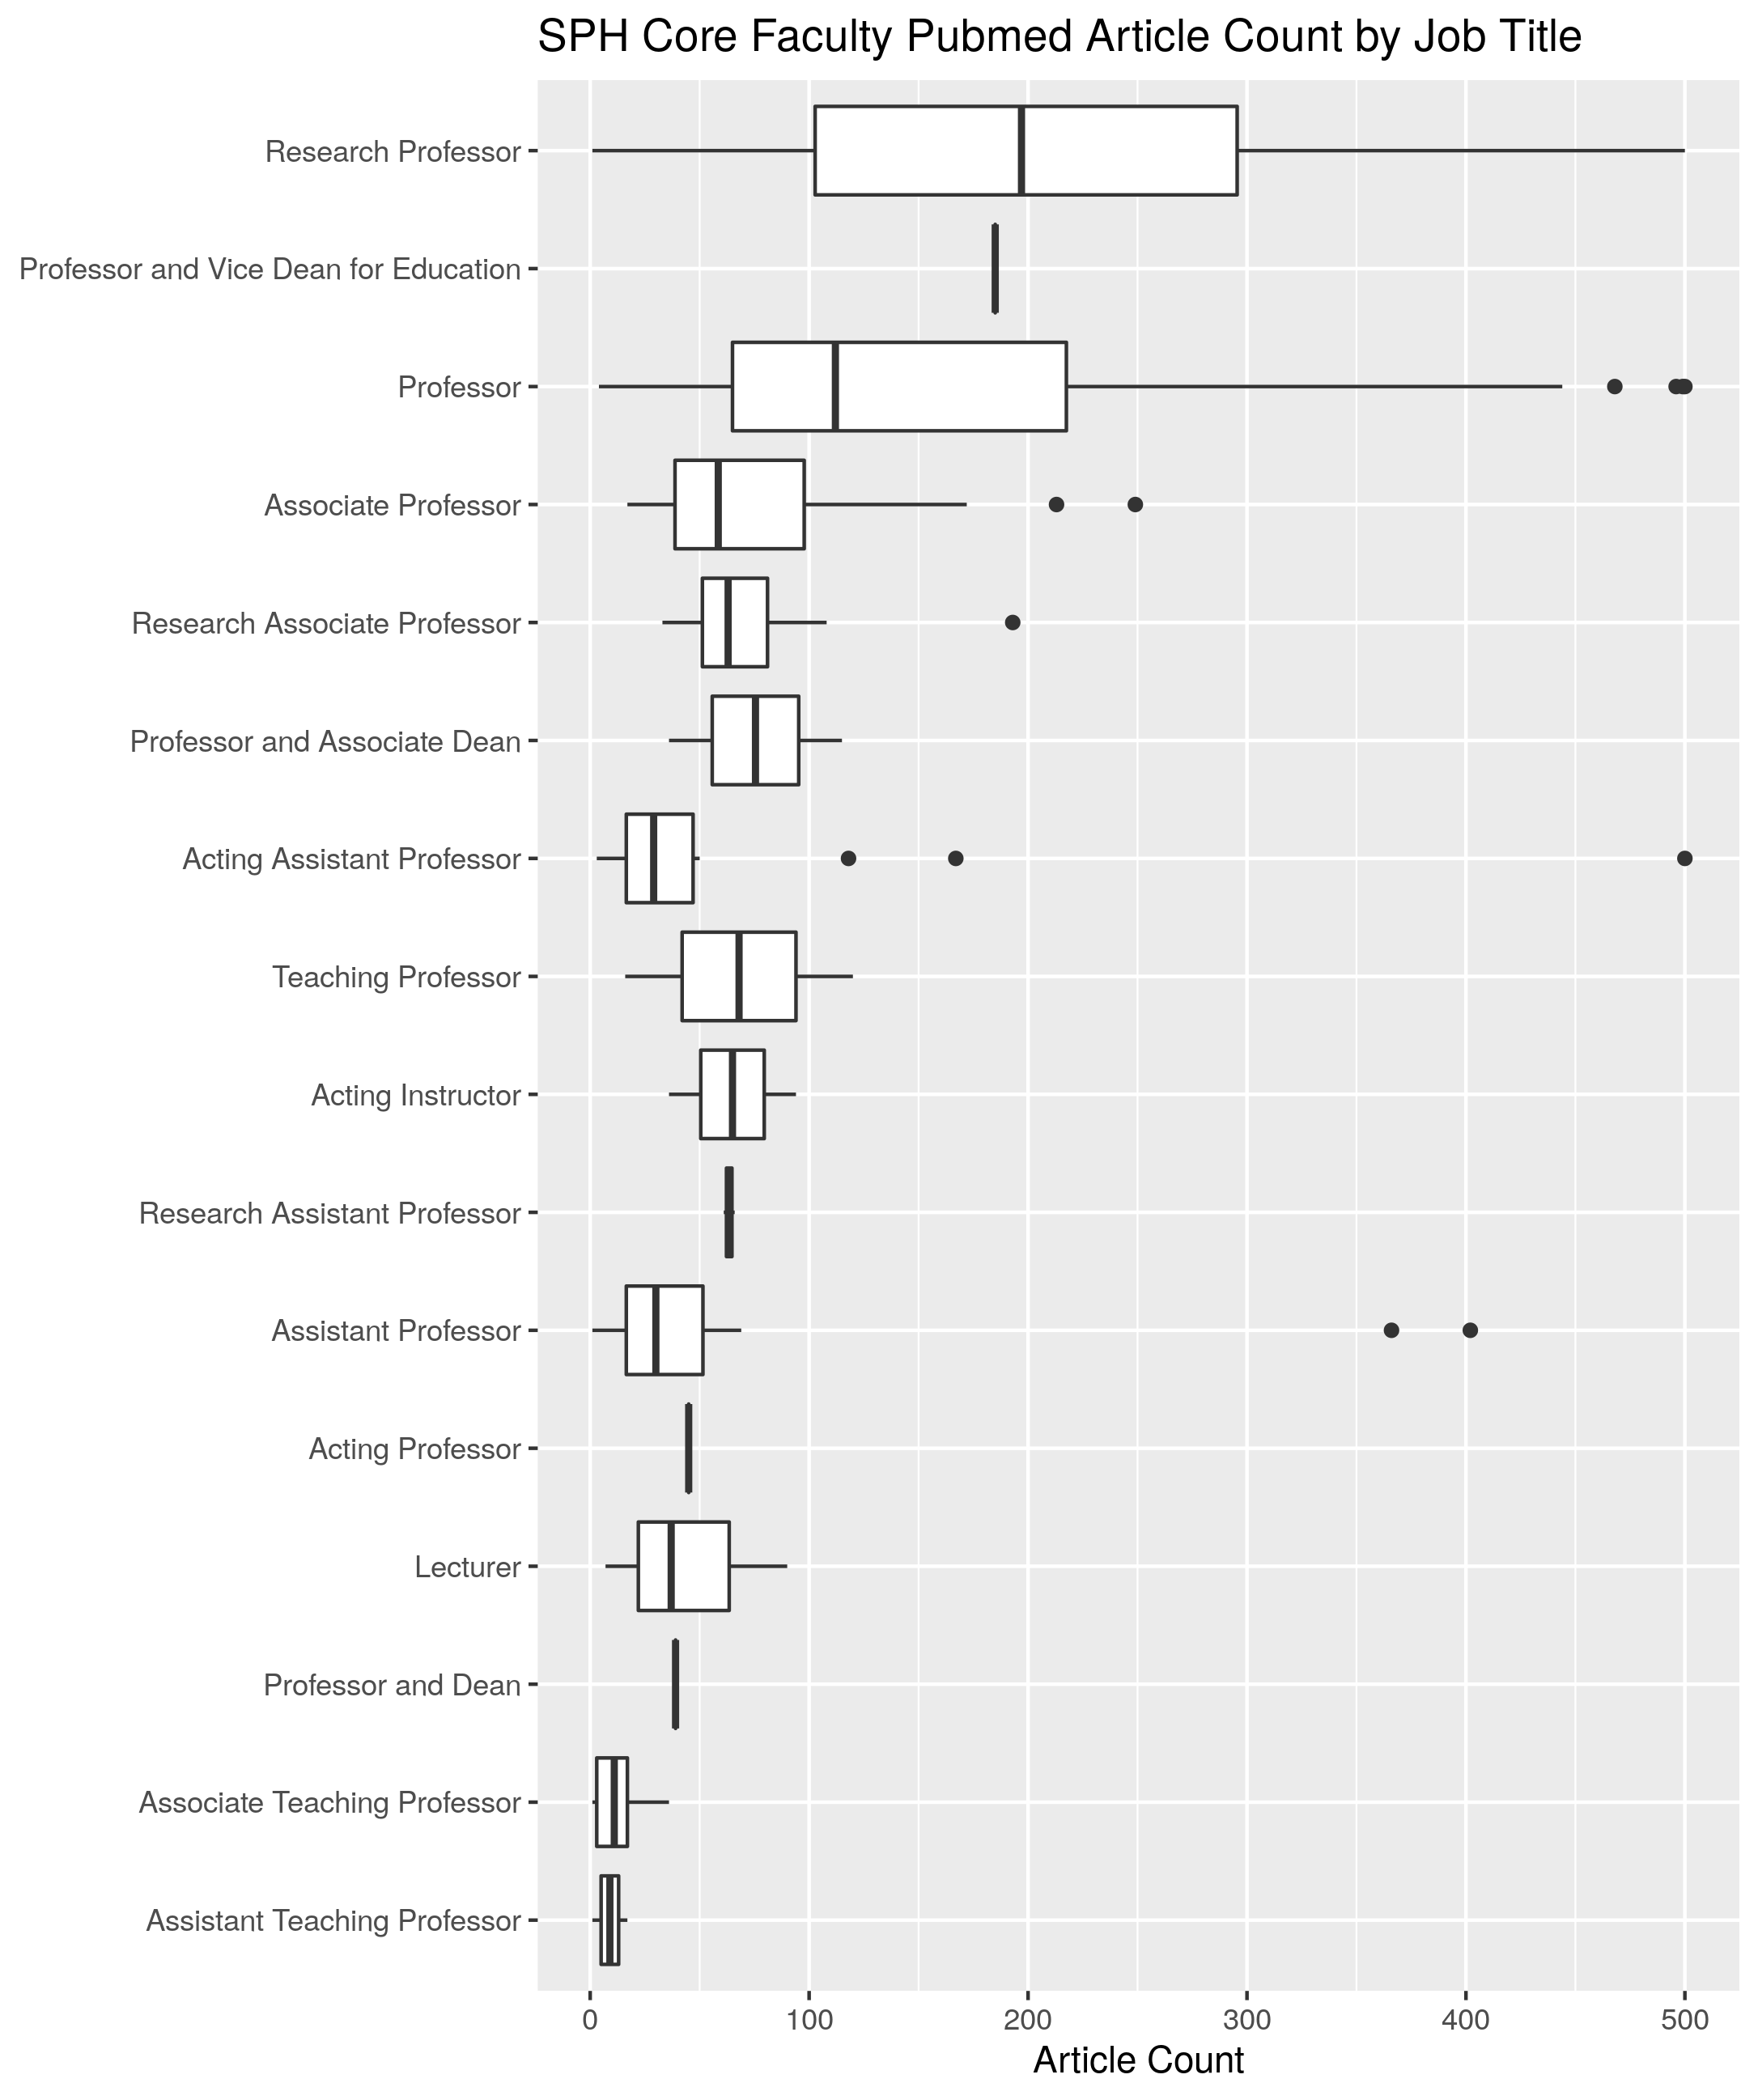 SPH Core Faculty Pubmed Article Count by Job Title
Research Professor
Professor and Vice Dean for Education
Professor
Associate Professor
Research Associate Professor
Professor and Associate Dean
Acting Assistant Professor
Teaching Professor
Acting Instructor
Research Assistant Professor
Assistant Professor
Acting Professor
Lecturer
Professor and Dean
Associate Teaching Professor
Assistant Teaching Professor
0 100 200 300 400 500
Article Count